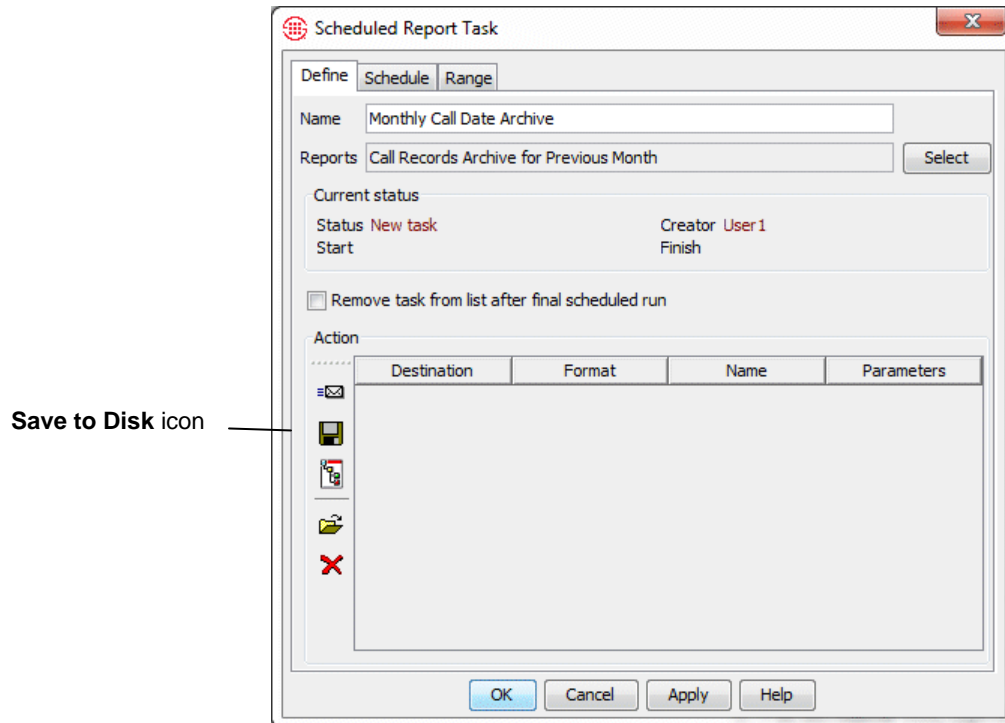 Scheduled Report Task
Define Schedule Range
Name Monthly Call Date Archive
Reports Call Records Archive for Previous Month Select
Current status
Status New task Creator User1
Start Finish
Remove task from list after final scheduled run
Action
Destination Format Name Parameters
Save to Disk icon
OK Cancel Apply Help